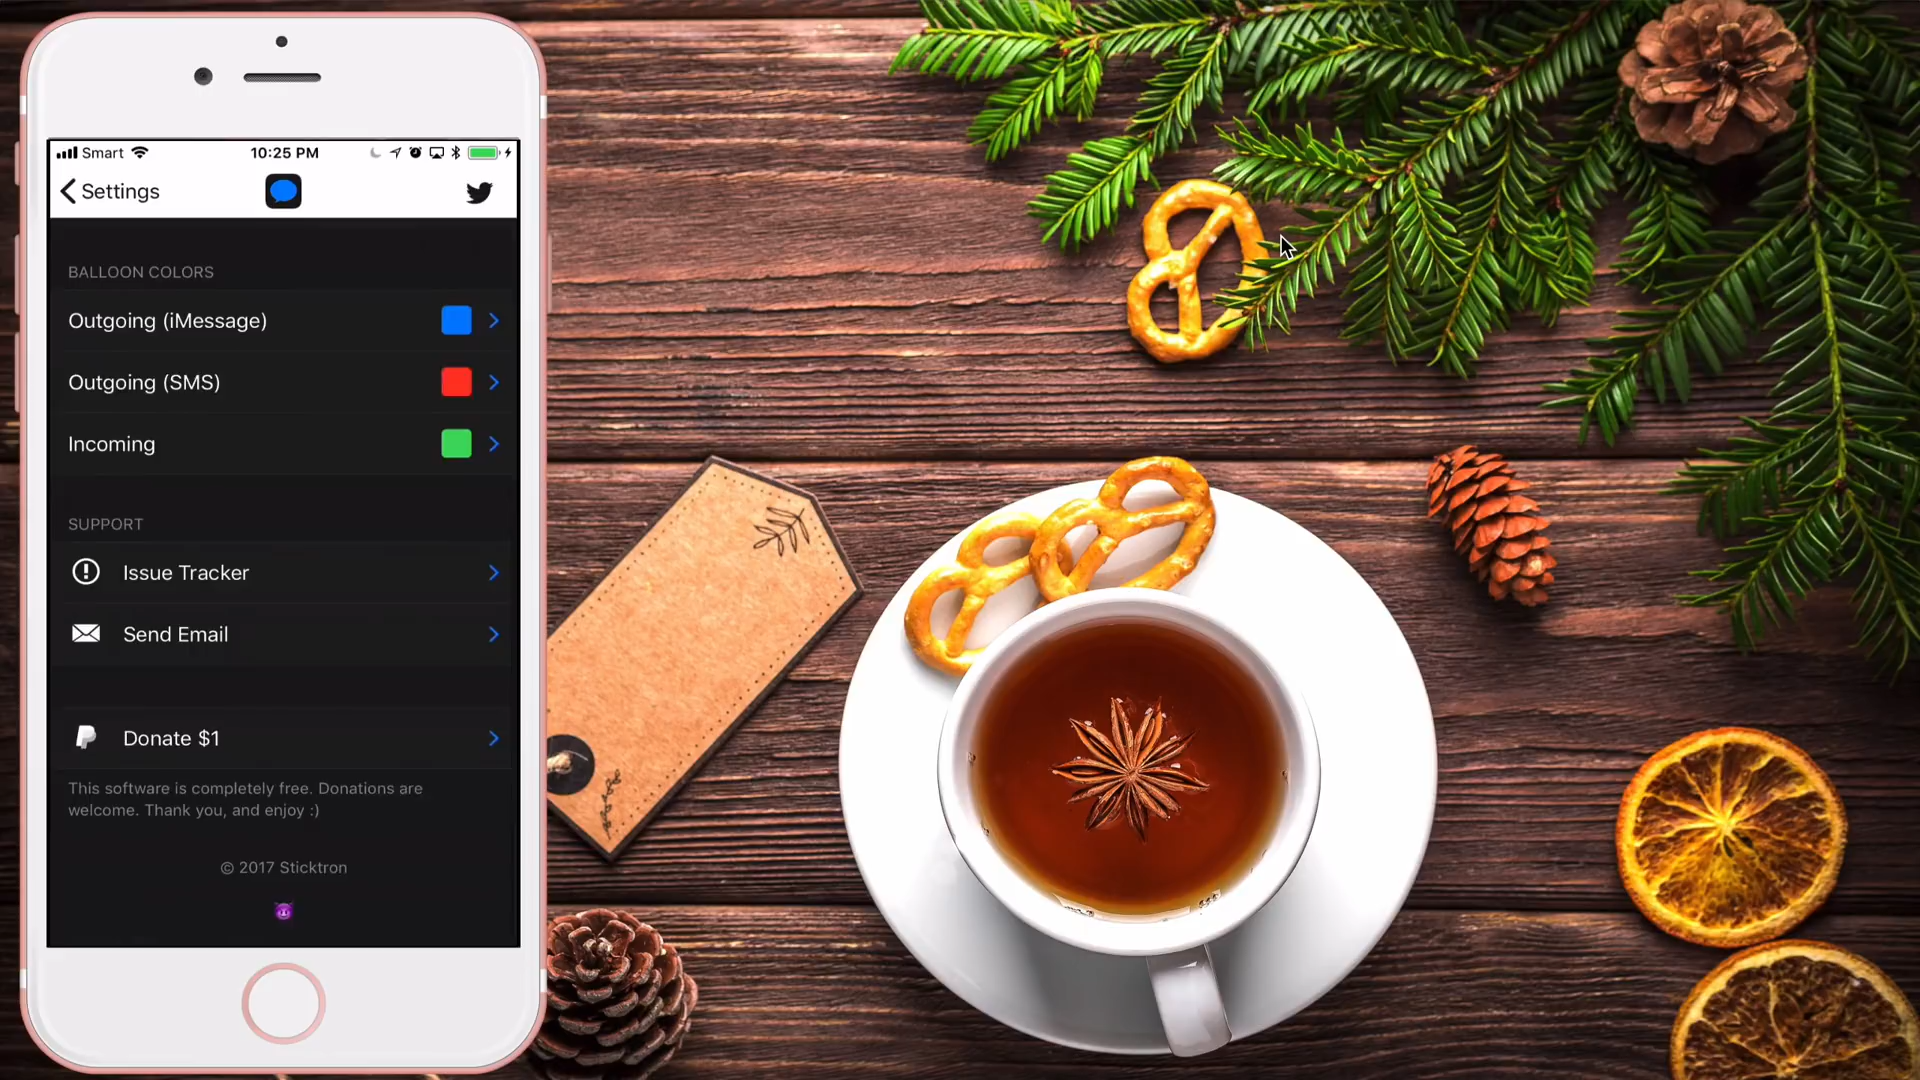 Smart 10:25 PM
Settings
BALLOON COLORS
Outgoing (iMessage)
Outgoing (SMS)
Incoming
SUPPORT
Issue Tracker
Send Email
Donate $1
This software is completely free. Donations are
welcome. Thank you, and enjoy :)
© 2017 Sticktron